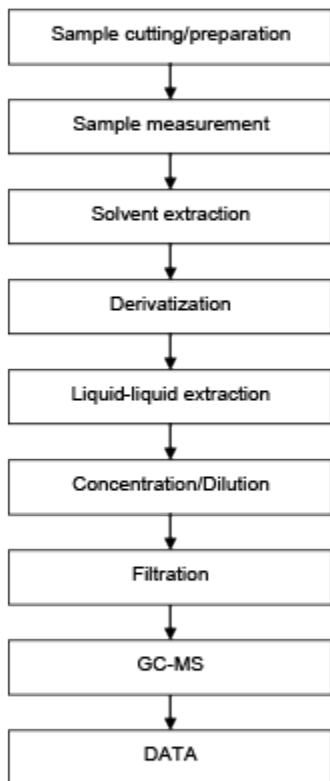 Sample cutting/preparation
Sample measurement
Solvent extraction
Derivatization
Liquid-liquid extraction
Concentration/Dilution
Filtration
GC-MS
DATA